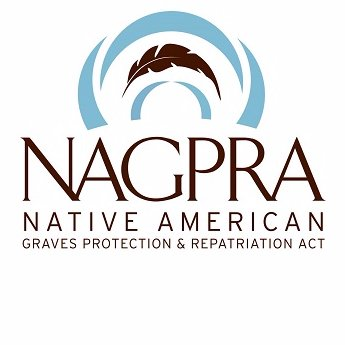 NAGPRA
NATIVE AMERICAN
GRAVES PROTECTION & REPATRIATION ACT